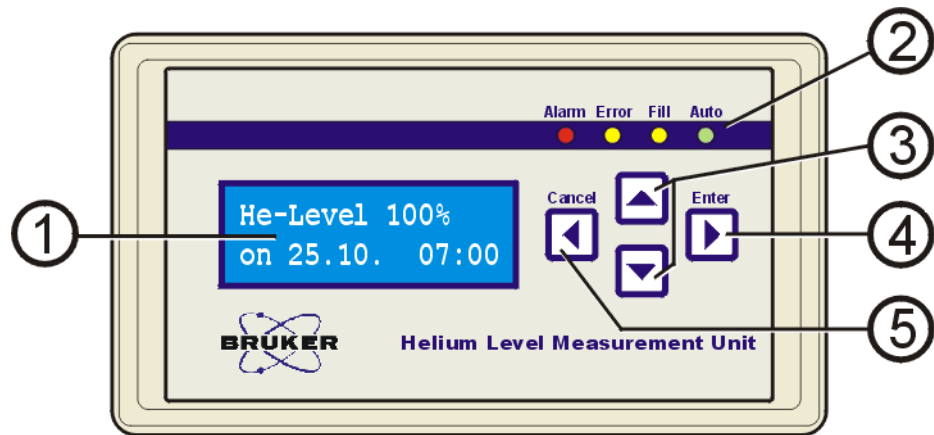 2
Alarm Error Fill Auto
3
He-Level 100%
on 25.10. 07:00
Cancel
Enter
1
4
5
BRUKER
Helium Level Measurement Unit